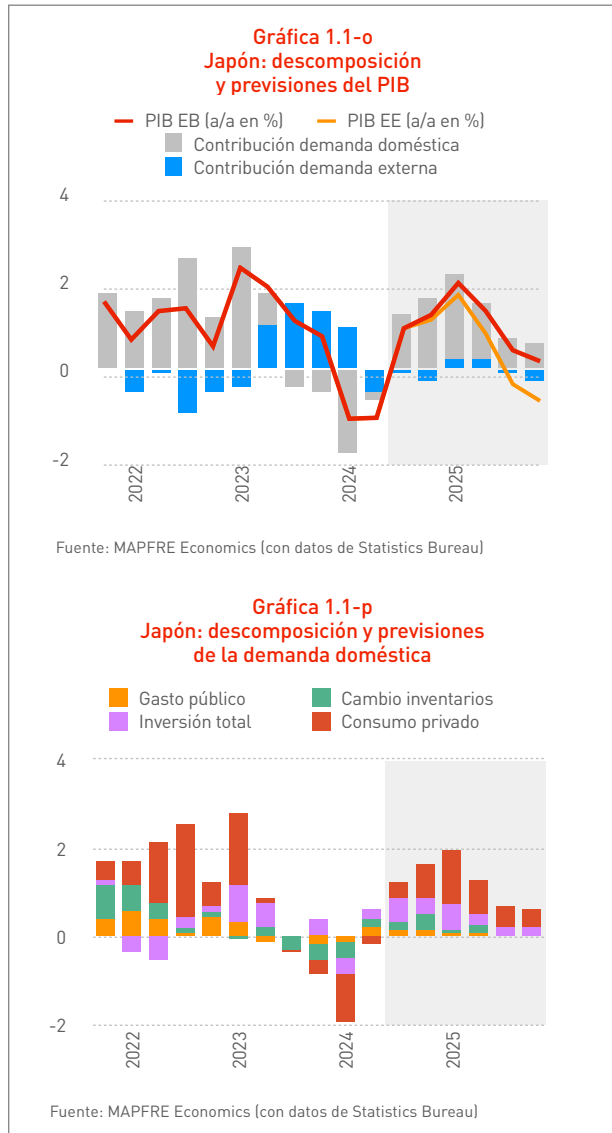 Gráfica 1.1-o
Japón: descomposición
y previsiones del PIB
PIB EB (a/a en %) PIB EE (a/a en %)
Contribución demanda doméstica
Contribución demanda externa
4
2
0
-2
2022 2023 2024 2025
Fuente: MAPFRE Economics (con datos de Statistics Bureau)
Gráfica 1.1-p
Japón: descomposición y previsiones
de la demanda doméstica
Gasto público Cambio inventarios
Inversión total Consumo privado
4
2
0
-2
2022 2023 2024 2025
Fuente: MAPFRE Economics (con datos de Statistics Bureau)